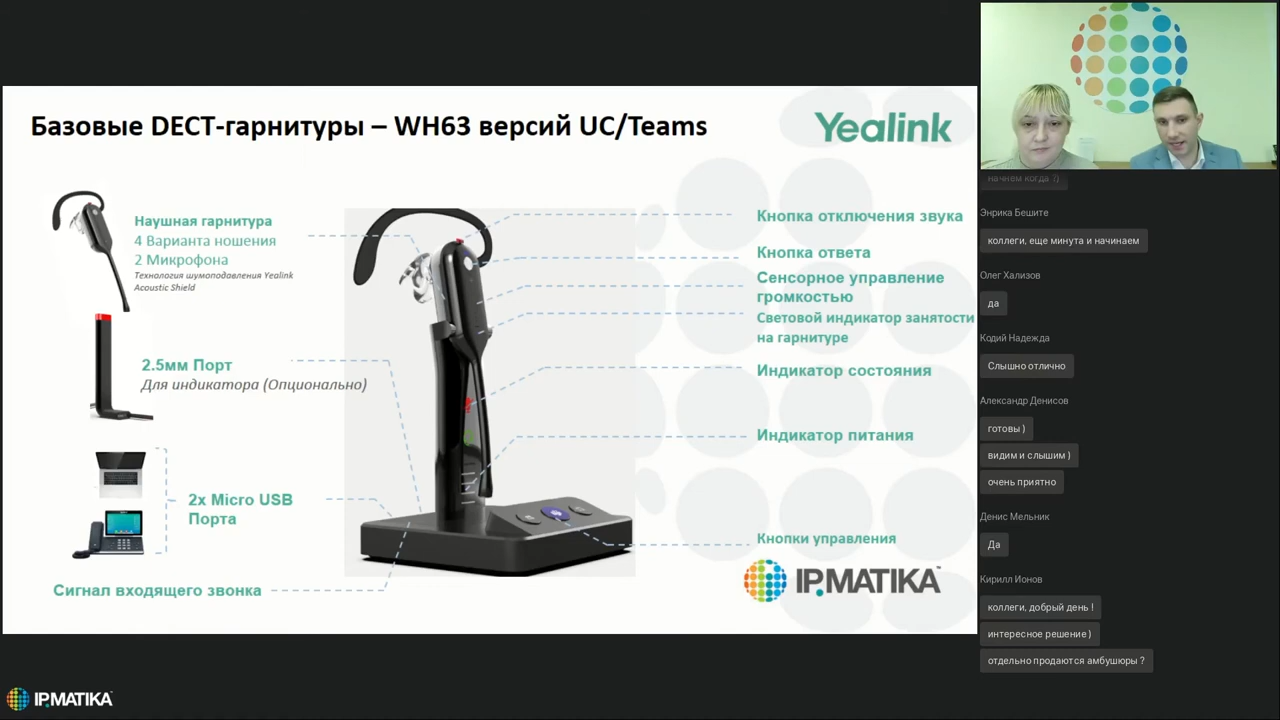 Базовые DECT-гарнитуры – WH63 версий UC/Teams
Yealink
Наушная гарнитура
4 Варианта ношения
2 Микрофона
Технология шумоподавления Yealink
Acoustic Shield
2.5мм Порт
Для индикатора (Опционально)
2x Micro USB
Порта
Сигнал входящего звонка
Кнопка отключения звука
Кнопка ответа
Сенсорное управление
громкостью
Световой индикатор занятости
на гарнитуре
Индикатор состояния
Индикатор питания
Кнопки управления
IPMATIKA
IPMATIKA
начнем когда ?)
Энрика Бешите
коллеги, еще минута и начинаем
Олег Хализов
да
Кодий Надежда
Слышно отлично
Александр Денисов
готовы )
видим и слышим )
очень приятно
Денис Мельник
Да
Кирилл Ионов
коллеги, добрый день !
интересное решение )
отдельно продаются амбушюры ?